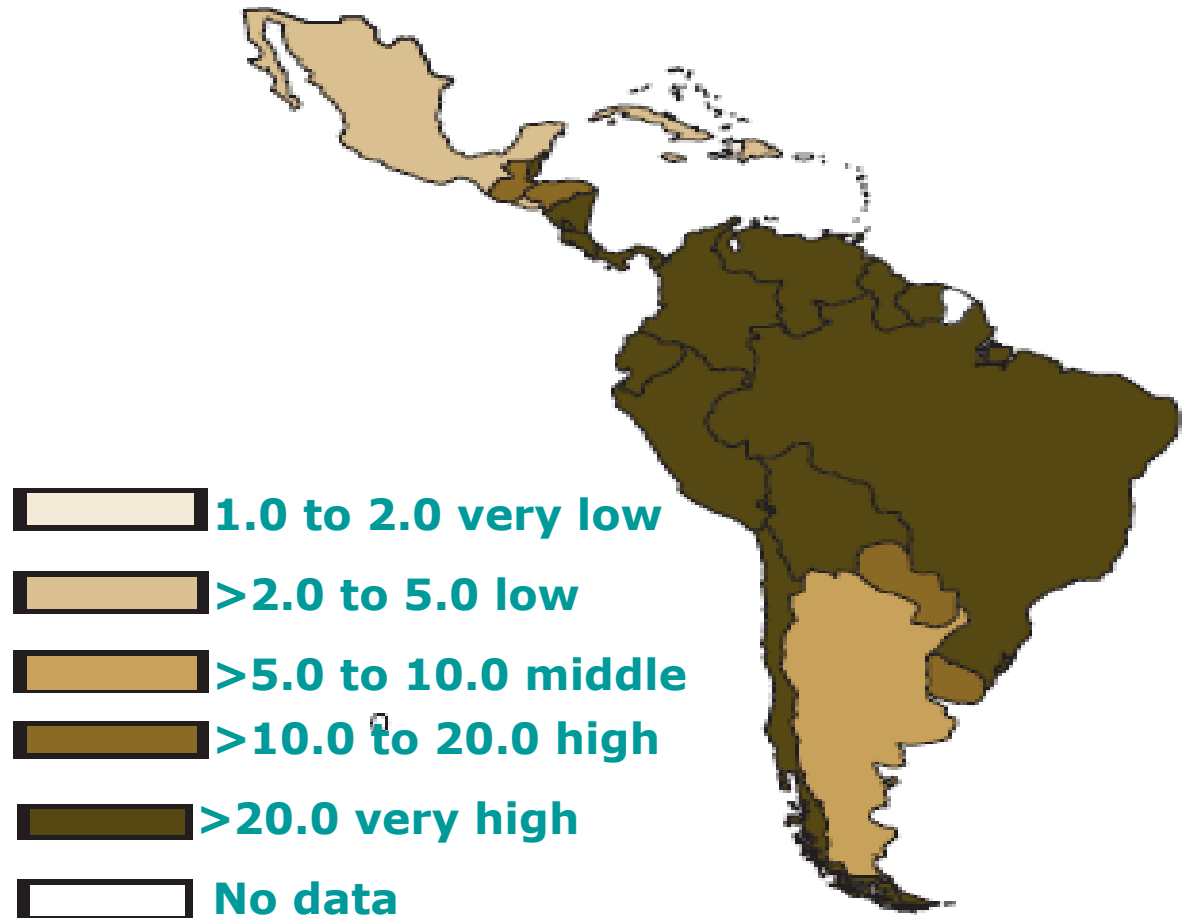 1.0 to 2.0 very low
>2.0 to 5.0 low
>5.0 to 10.0 middle
>10.0 to 20.0 high
>20.0 very high
No data